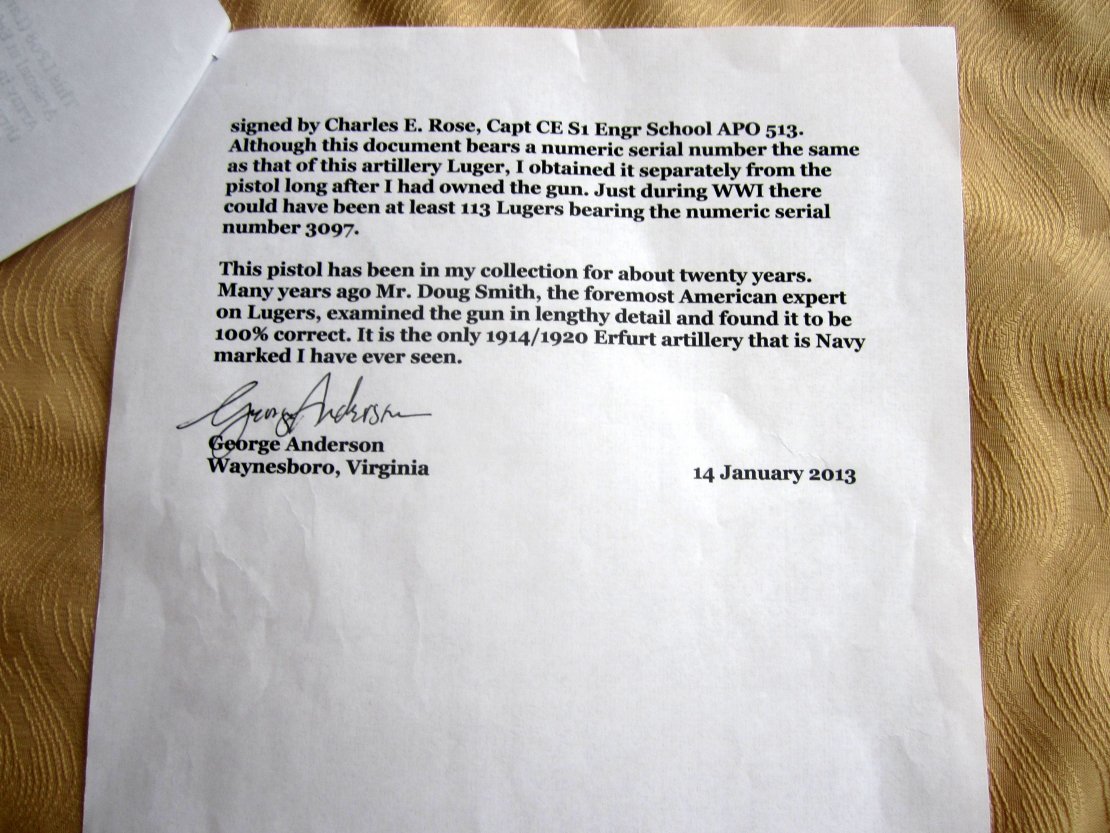 signed by Charles E. Rose, Capt CE S1 Engr School APO 513.
Although this document bears a numeric serial number the same
as that of this artillery Luger, I obtained it separately from the
pistol long after I had owned the gun. Just during WWI there
could have been at least 113 Lugers bearing the numeric serial
number 3097.
This pistol has been in my collection for about twenty years.
Many years ago Mr. Doug Smith, the foremost American expert
on Lugers, examined the gun in lengthy detail and found it to be
100% correct. It is the only 1914/1920 Erfurt artillery that is Navy
marked I have ever seen.
George Anderson
George Anderson
Waynesboro, Virginia
14 January 2013